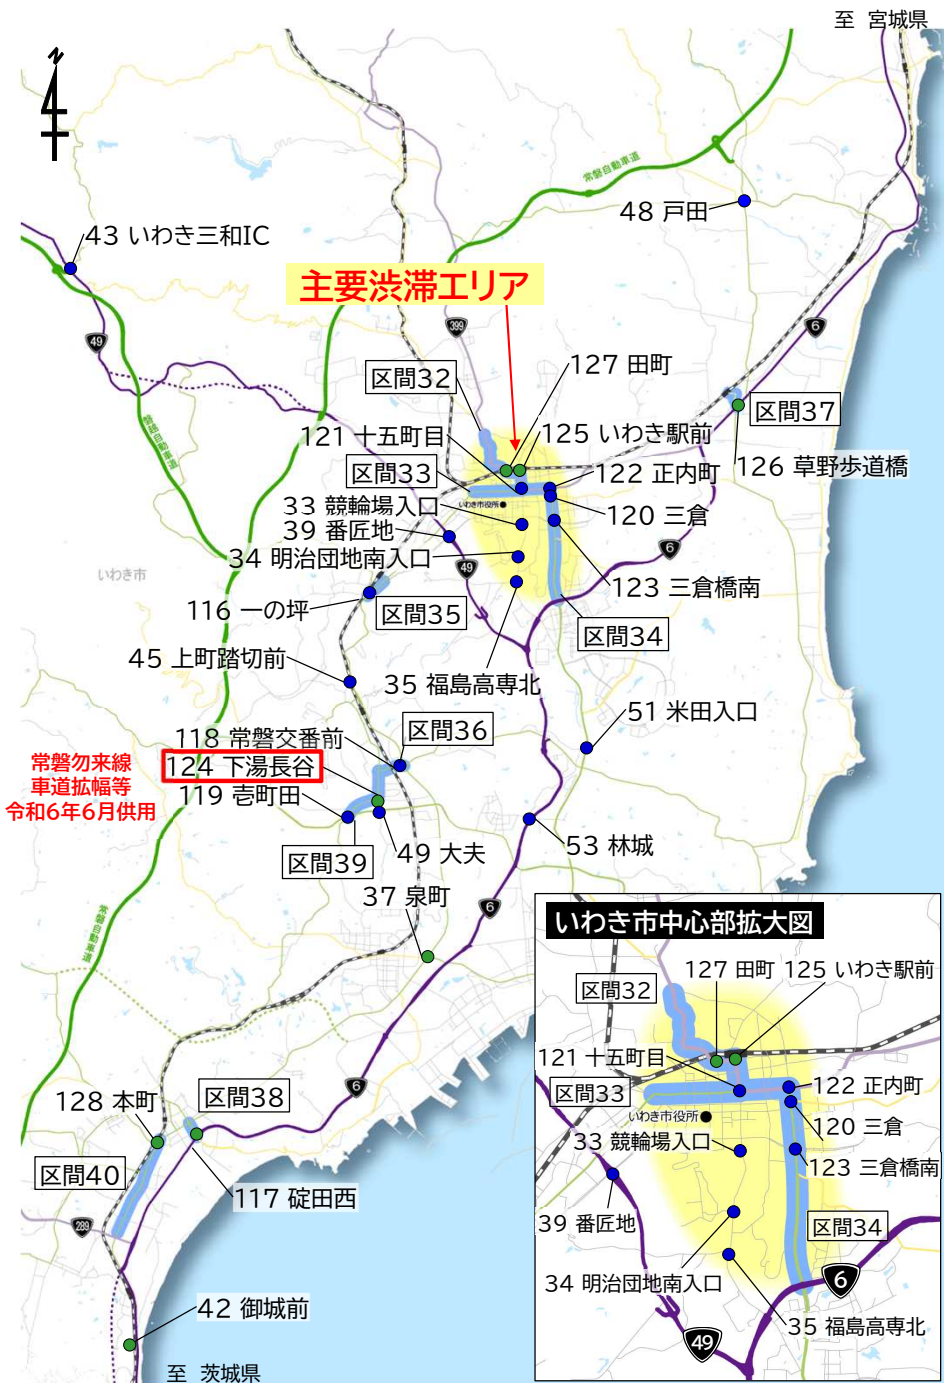 至 宮城県
常磐自動車道
48 戸田
43 いわき三和IC
主要渋滞エリア
399
6
49
区間32
127 田町
区間37
121 十五町目
125 いわき駅前
126 草野歩道橋
区間33
122 正内町
33 競輪場入口
いわき市役所
120 三倉
39 番匠地
34 明治団地南入口
49
6
磐越自動車道
いわき市
123 三倉橋南
116 一の坪
区間35
区間34
45 上町踏切前
35 福島高専北
51 米田入口
118 常磐交番前
区間36
124 下湯長谷
常磐勿来線
車道拡幅等
令和6年6月供用
119 壱町田
区間39
49 大夫
53 林城
37 泉町
6
常磐自動車道
6
128 本町
区間38
区間40
117 碇田西
289
42 御城前
至 茨城県
いわき市中心部拡大図
127 田町
125 いわき駅前
区間32
121 十五町目
区間33
122 正内町
いわき市役所
120 三倉
33 競輪場入口
123 三倉橋南
39 番匠地
区間34
34 明治団地南入口
6
49
35 福島高専北